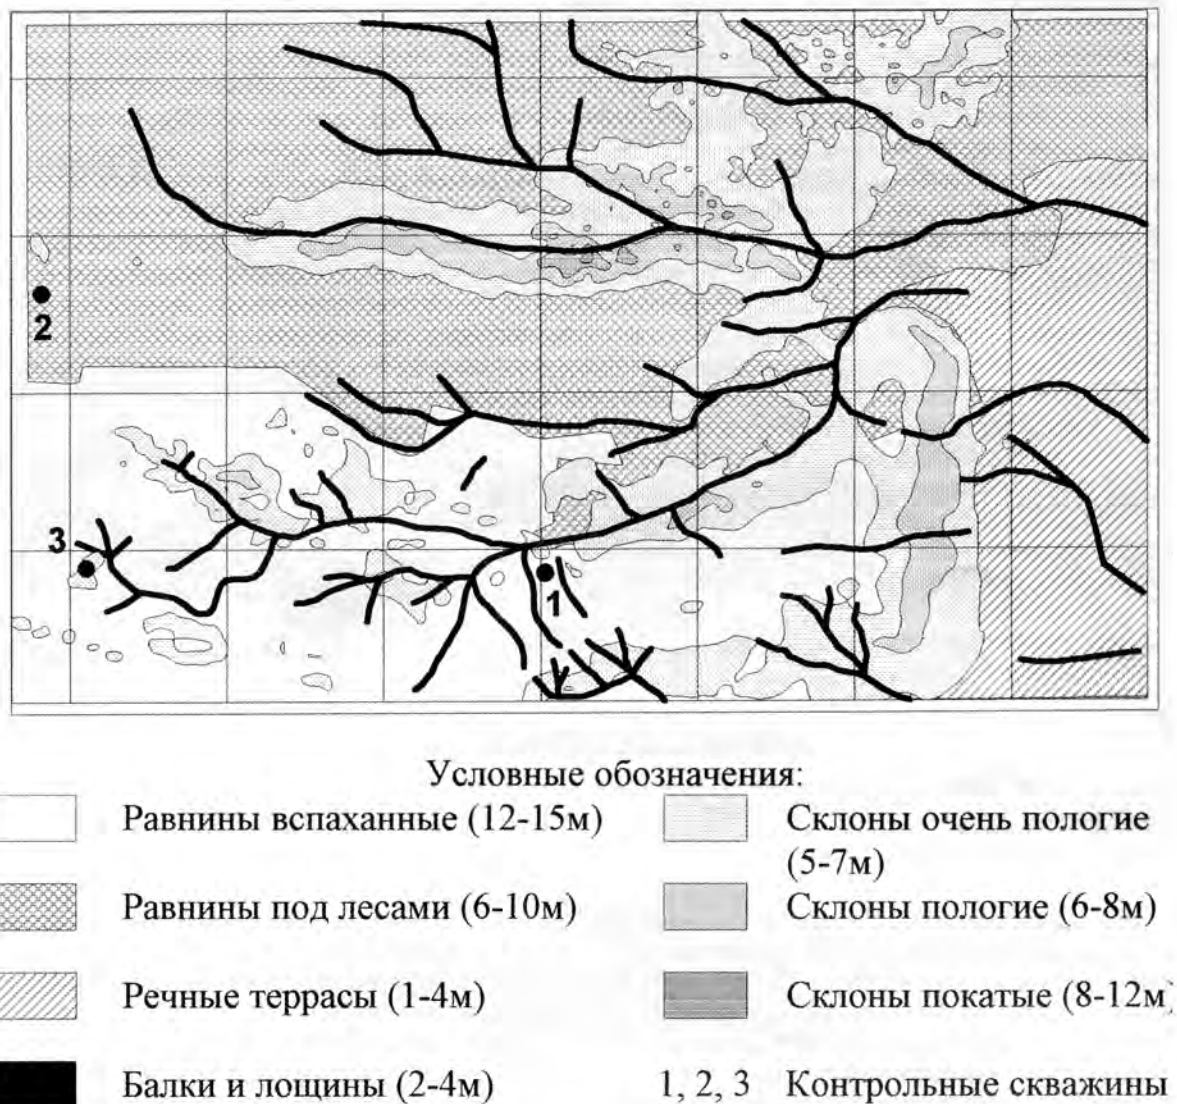 2
3
1
Условные обозначения:
Равнины вспаханные (12-15м)
Равнины под лесами (6-10м)
Речные террасы (1-4м)
Балки и лощины (2-4м)
Склоны очень пологие
(5-7м)
Склоны пологие (6-8м)
Склоны покатые (8-12м)
1, 2, 3 Контрольные скважины